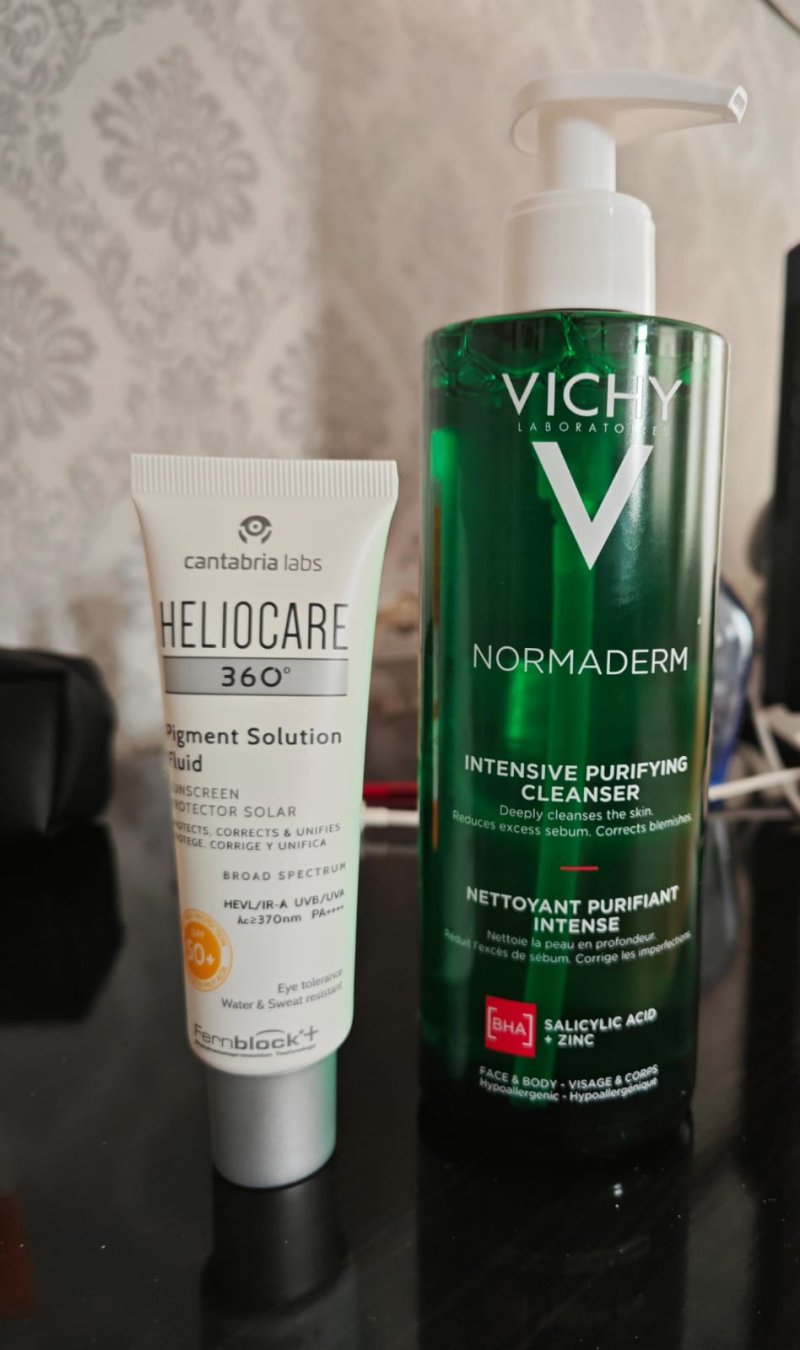 cantabria labs
HELIOCARE
360°
Pigment Solution
Fluid
SUNSCREEN
PROTECTOR SOLAR
PROTECTS, CORRECTS & UNIFIES
PROTEGE, CORRIGE Y UNIFICA
BROAD SPECTRUM
HEVL/IR-A UVB/UVA
λc≥370nm PA++++
SPF
50+
Eye tolerance
Water & Sweat resistant
Fernblock®+
VICHY
LABORATOIRES
NORMADERM
INTENSIVE PURIFYING
CLEANSER
Deeply cleanses the skin.
Reduces excess sebum. Corrects blemishes.
NETTOYANT PURIFIANT
INTENSE
Nettoie la peau en profondeur.
Réduit l'excès de sébum. Corrige les imperfections.
[BHA] SALICYLIC ACID
+ ZINC
FACE & BODY - VISAGE & CORPS
Hypoallergenic - Hypoallergénique